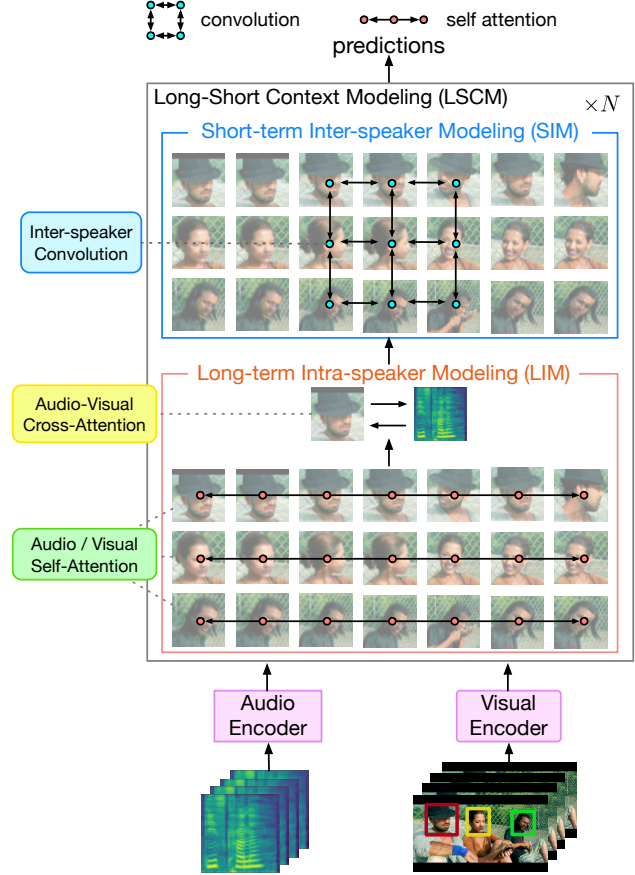 convolution
self attention
predictions
Long-Short Context Modeling (LSCM)
×N
Short-term Inter-speaker Modeling (SIM)
Inter-speaker
Convolution
Long-term Intra-speaker Modeling (LIM)
Audio-Visual
Cross-Attention
Audio / Visual
Self-Attention
Audio
Encoder
Visual
Encoder